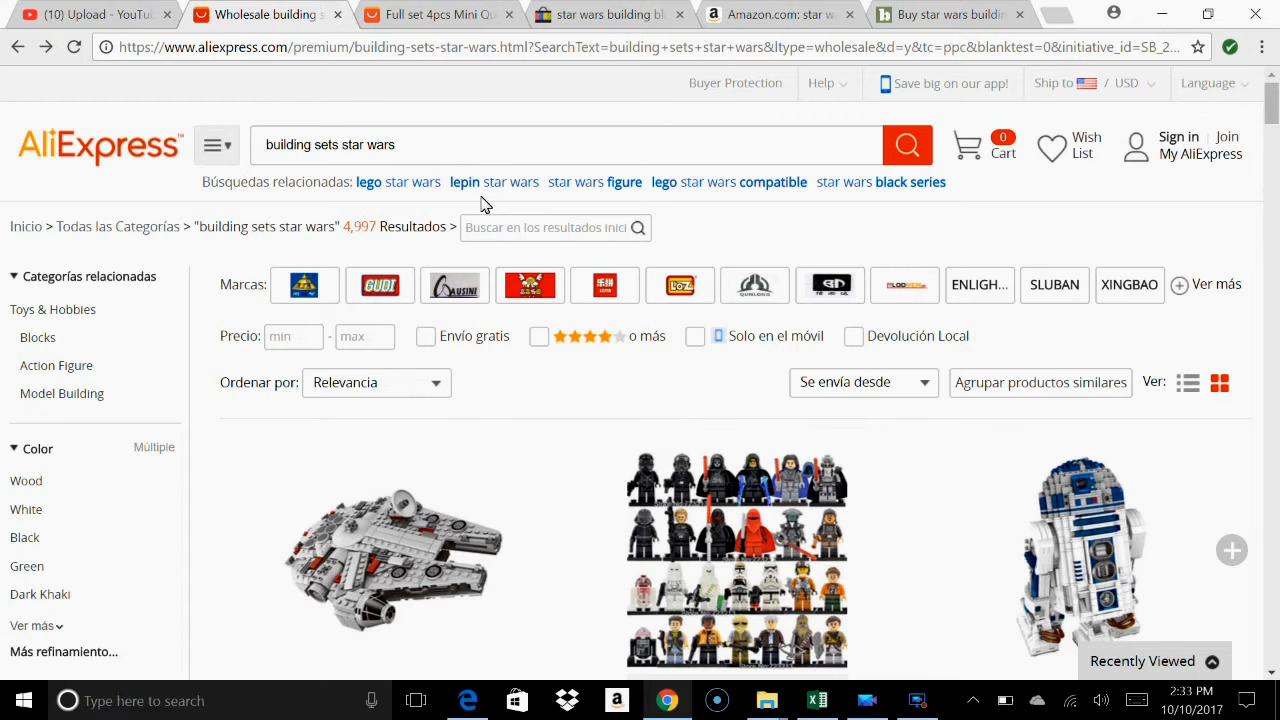 (10) Upload - YouTu
Wholesale building s
Full set 4pcs Mini Qu
star wars building bl
Amazon.com: star wa
Buy star wars buildin
https://www.aliexpress.com/premium/building-sets-star-wars.html?SearchText=building+sets+star+wars&ltype=wholesale&d=y&tc=ppc&blanktest=0&initiative_id=SB_2...
Buyer Protection Help Save big on our app! Ship to / USD Language
AliExpress™ building sets star wars 0 Cart Wish List Sign in Join My AliExpress
Búsquedas relacionadas: lego star wars lepin star wars star wars figure lego star wars compatible star wars black series
Inicio > Todas las Categorías > "building sets star wars" 4,997 Resultados > Buscar en los resultados inici
Categorías relacionadas
Toys & Hobbies
Blocks
Action Figure
Model Building
Color Múltiple
Wood
White
Black
Green
Dark Khaki
Ver más
Más refinamiento...
Marcas: GUDI AUSINI LOZ ENLIGH... SLUBAN XINGBAO Ver más
Precio: min - max Envío gratis o más Solo en el móvil Devolución Local
Ordenar por: Relevancia Se envía desde Agrupar productos similares Ver:
Recently Viewed
Type here to search
2:33 PM
10/10/2017